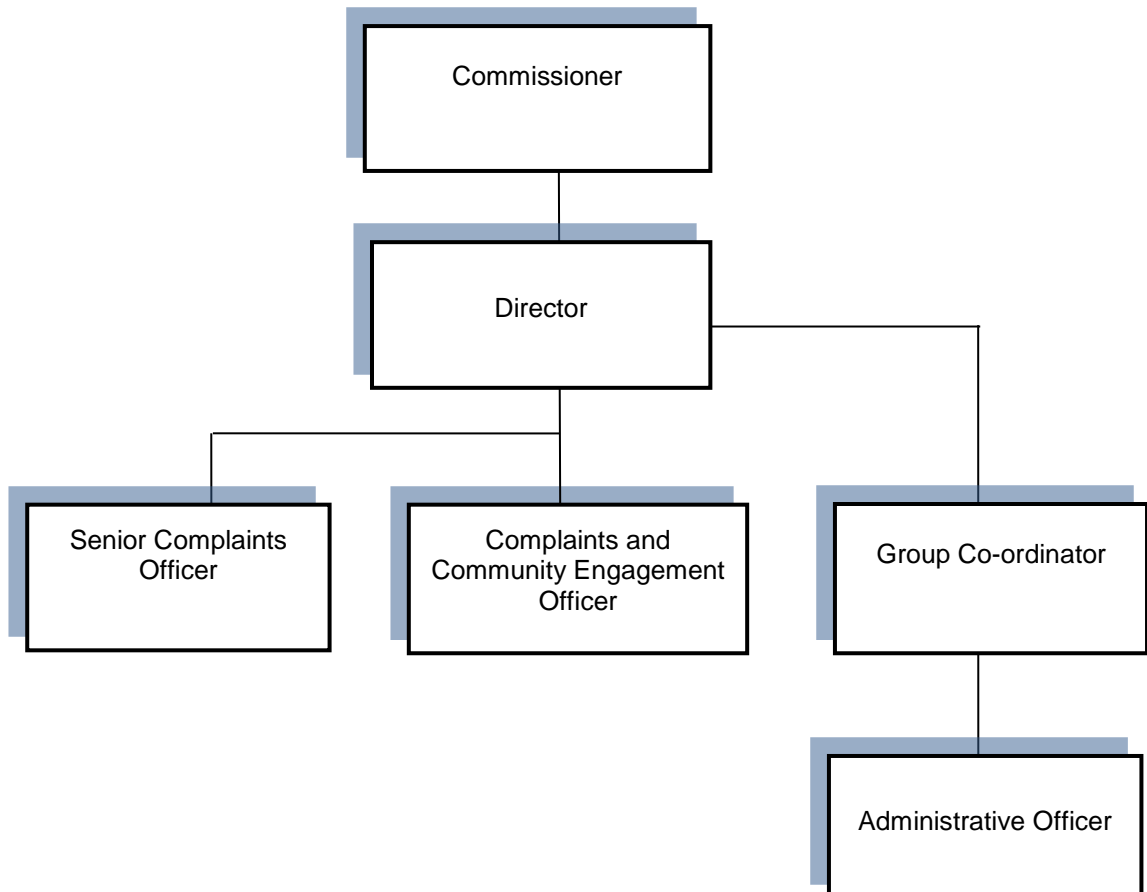 Commissioner
Director
Senior Complaints
Officer
Complaints and
Community Engagement
Officer
Group Co-ordinator
Administrative Officer